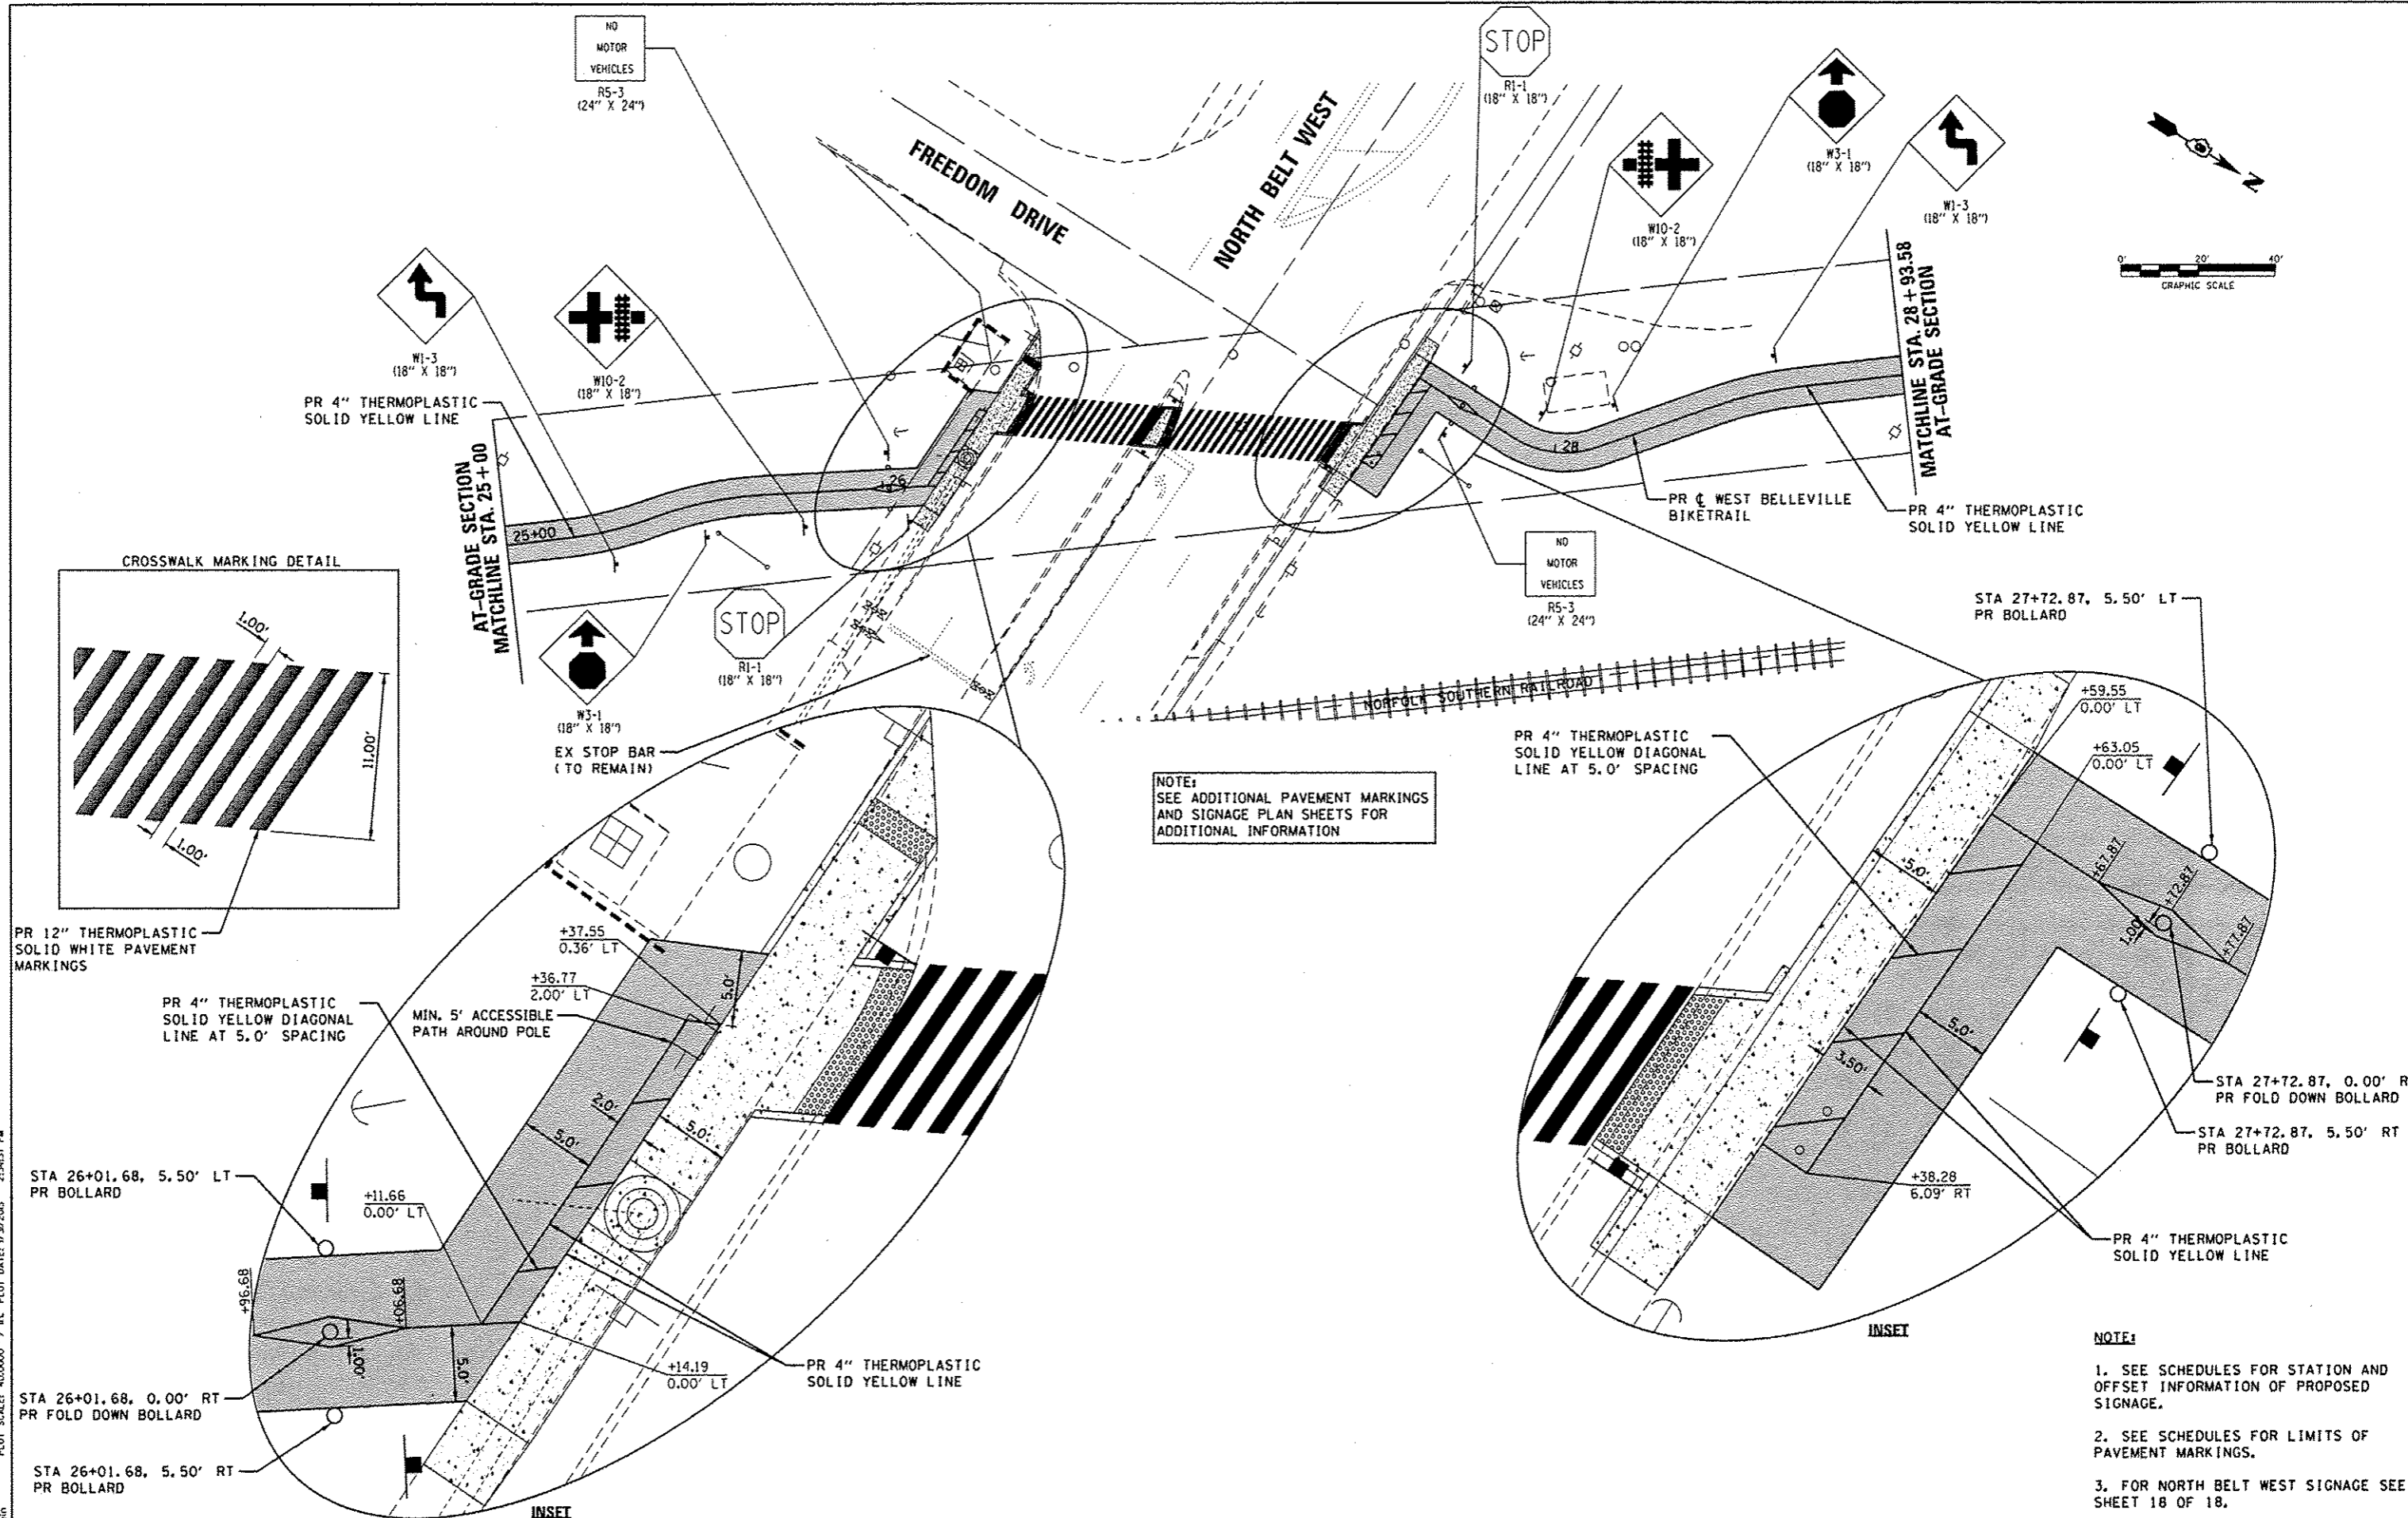 NO
MOTOR
VEHICLES
R5-3
(24" X 24")
STOP
R1-1
(18" X 18")
W3-1
(18" X 18")
W1-3
(18" X 18")
W10-2
(18" X 18")
FREEDOM DRIVE
NORTH BELT WEST
N
0' 20' 40'
GRAPHIC SCALE
W1-3
(18" X 18")
W10-2
(18" X 18")
PR 4" THERMOPLASTIC
SOLID YELLOW LINE
AT-GRADE SECTION
MATCHLINE STA. 25+00
25+00
26
28
MATCHLINE STA. 28+93.58
AT-GRADE SECTION
PR ℄ WEST BELLEVILLE
BIKETRAIL
PR 4" THERMOPLASTIC
SOLID YELLOW LINE
NO
MOTOR
VEHICLES
R5-3
(24" X 24")
STOP
R1-1
(18" X 18")
W3-1
(18" X 18")
EX STOP BAR
(TO REMAIN)
NORFOLK SOUTHERN RAILROAD
CROSSWALK MARKING DETAIL
1.00'
11.00'
1.00'
PR 12" THERMOPLASTIC
SOLID WHITE PAVEMENT
MARKINGS
NOTE:
SEE ADDITIONAL PAVEMENT MARKINGS
AND SIGNAGE PLAN SHEETS FOR
ADDITIONAL INFORMATION
PR 4" THERMOPLASTIC
SOLID YELLOW DIAGONAL
LINE AT 5.0' SPACING
+37.55
0.36' LT
+36.77
2.00' LT
MIN. 5' ACCESSIBLE
PATH AROUND POLE
5.0'
2.0'
5.0'
5.0'
STA 26+01.68, 5.50' LT
PR BOLLARD
+11.66
0.00' LT
+96.68
+06.68
1.00'
5.0'
+14.19
0.00' LT
PR 4" THERMOPLASTIC
SOLID YELLOW LINE
STA 26+01.68, 0.00' RT
PR FOLD DOWN BOLLARD
STA 26+01.68, 5.50' RT
PR BOLLARD
INSET
STA 27+72.87, 5.50' LT
PR BOLLARD
PR 4" THERMOPLASTIC
SOLID YELLOW DIAGONAL
LINE AT 5.0' SPACING
+59.55
0.00' LT
+63.05
0.00' LT
5.0'
+67.87
+72.87
1.00'
+77.87
5.0'
3.50'
STA 27+72.87, 0.00' R
PR FOLD DOWN BOLLARD
STA 27+72.87, 5.50' RT
PR BOLLARD
+38.28
6.09' RT
PR 4" THERMOPLASTIC
SOLID YELLOW LINE
INSET
NOTE:
1. SEE SCHEDULES FOR STATION AND
OFFSET INFORMATION OF PROPOSED
SIGNAGE.
2. SEE SCHEDULES FOR LIMITS OF
PAVEMENT MARKINGS.
3. FOR NORTH BELT WEST SIGNAGE SEE
SHEET 18 OF 18.